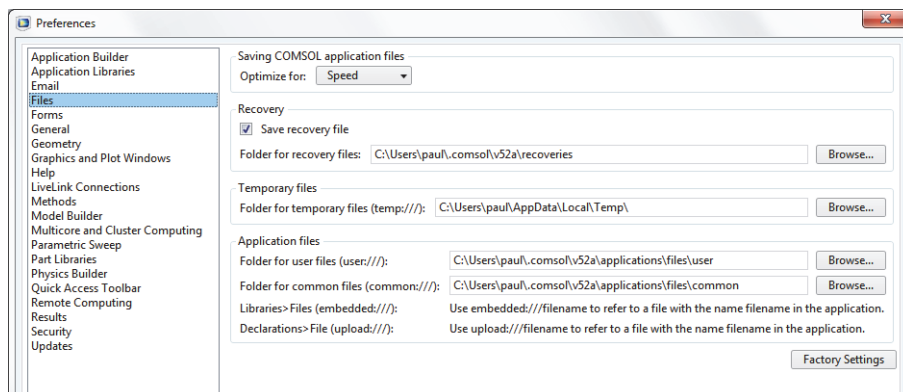 Preferences
Application Builder
Application Libraries
Email
Files
Forms
General
Geometry
Graphics and Plot Windows
Help
LiveLink Connections
Methods
Model Builder
Multicore and Cluster Computing
Parametric Sweep
Part Libraries
Physics Builder
Quick Access Toolbar
Remote Computing
Results
Security
Updates
Saving COMSOL application files
Optimize for: Speed
Recovery
Save recovery file
Folder for recovery files: C:\Users\paul\.comsol\v52a\recoveries Browse...
Temporary files
Folder for temporary files (temp:///): C:\Users\paul\AppData\Local\Temp\ Browse...
Application files
Folder for user files (user:///): C:\Users\paul\.comsol\v52a\applications\files\user Browse...
Folder for common files (common:///): C:\Users\paul\.comsol\v52a\applications\files\common Browse...
Libraries>Files (embedded:///): Use embedded:///filename to refer to a file with the name filename in the application.
Declarations>File (upload:///): Use upload:///filename to refer to a file with the name filename in the application.
Factory Settings